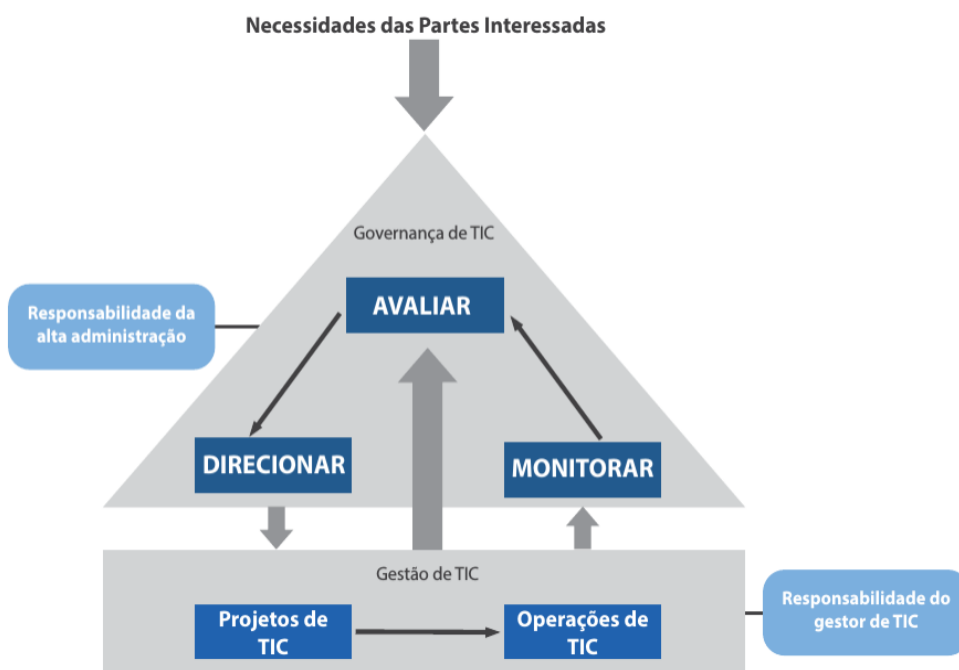 Necessidades das Partes Interessadas
Governança de TIC
AVALIAR
Responsabilidade da
alta administração
DIRECIONAR
MONITORAR
Gestão de TIC
Projetos de
TIC
Operações de
TIC
Responsabilidade do
gestor de TIC